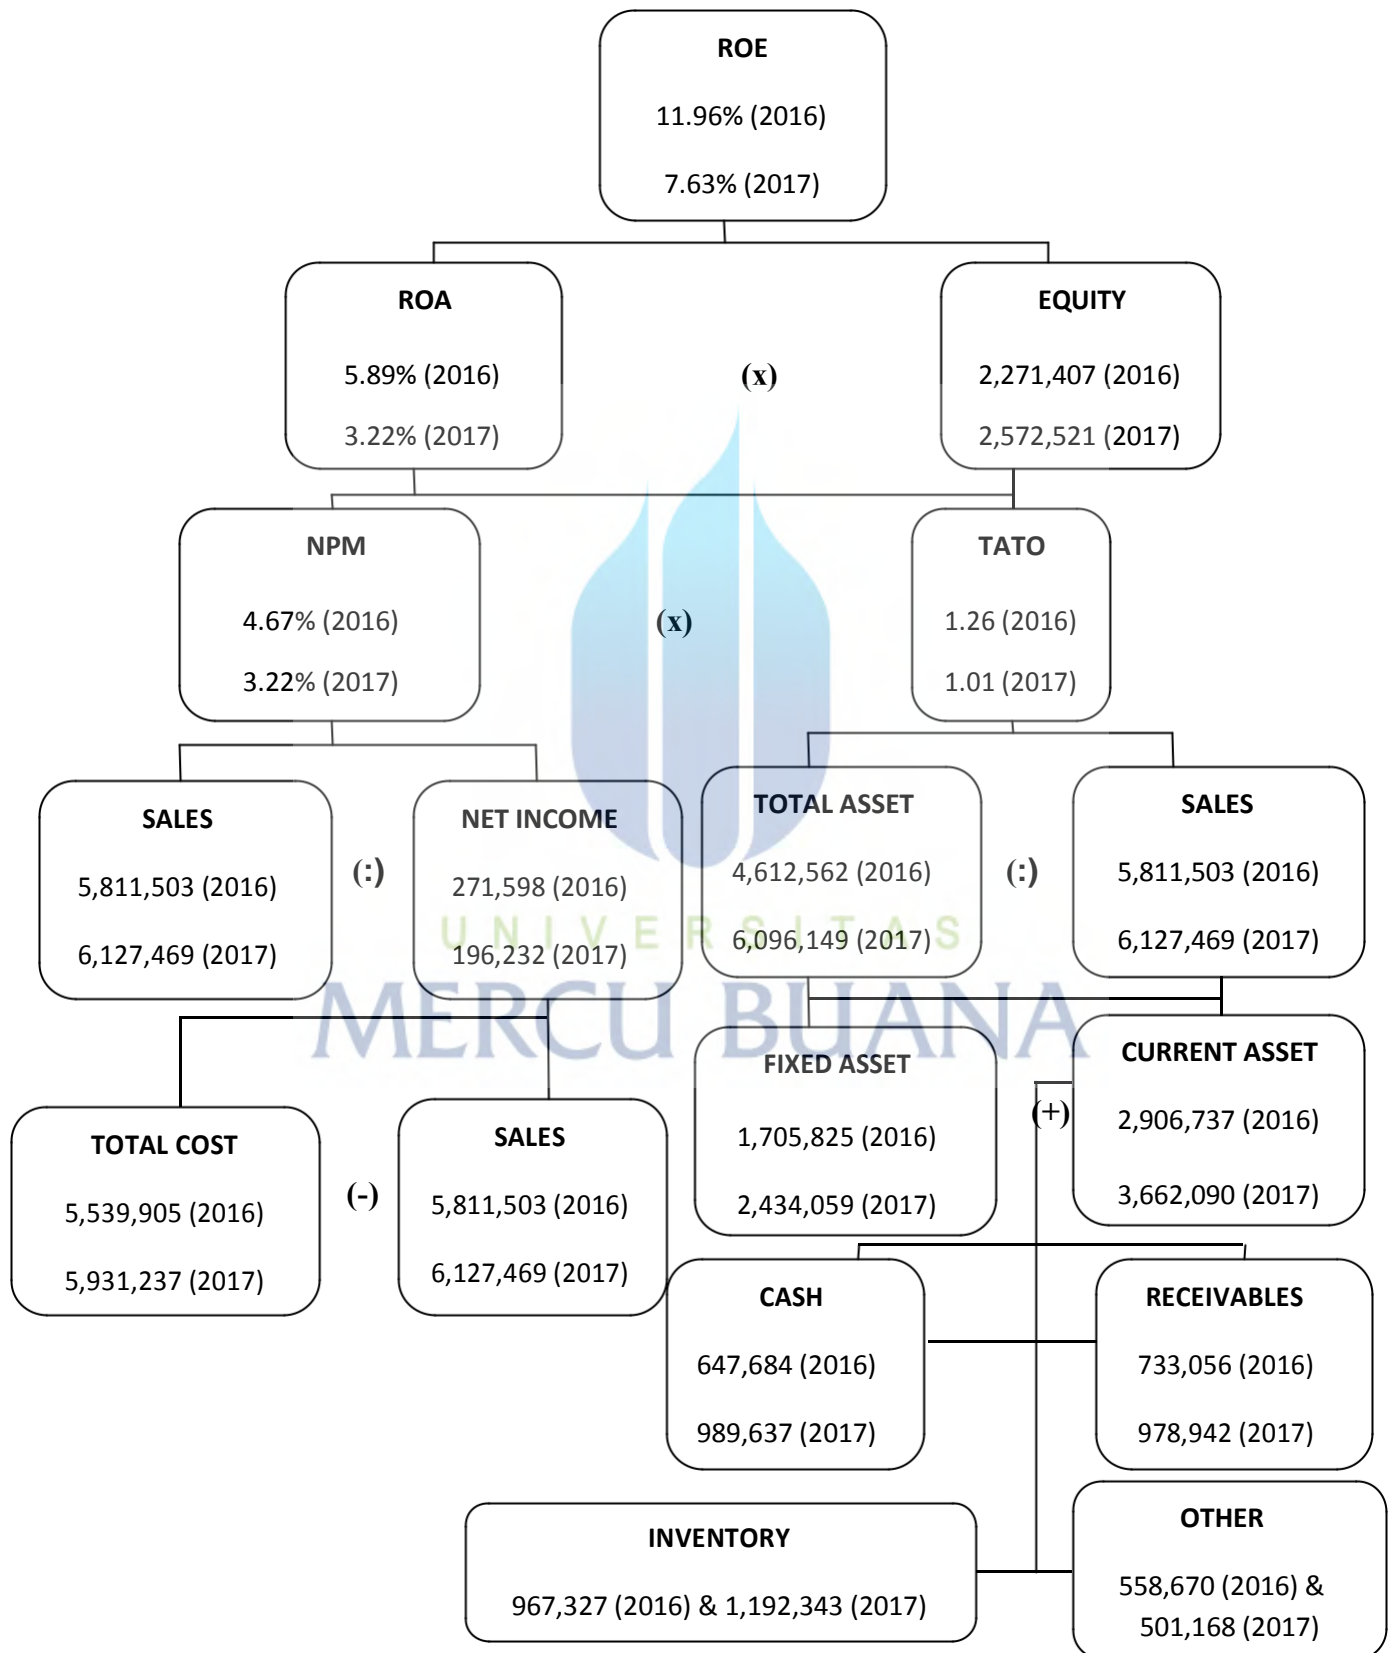 ROE
11.96% (2016)
7.63% (2017)
ROA
5.89% (2016)
3.22% (2017)
(x)
EQUITY
2,271,407 (2016)
2,572,521 (2017)
NPM
4.67% (2016)
3.22% (2017)
(x)
TATO
1.26 (2016)
1.01 (2017)
SALES
5,811,503 (2016)
6,127,469 (2017)
(:)
NET INCOME
271,598 (2016)
196,232 (2017)
TOTAL ASSET
4,612,562 (2016)
6,096,149 (2017)
(:)
SALES
5,811,503 (2016)
6,127,469 (2017)
UNIVERSITAS
MERCU BUANA
TOTAL COST
5,539,905 (2016)
5,931,237 (2017)
(-)
SALES
5,811,503 (2016)
6,127,469 (2017)
FIXED ASSET
1,705,825 (2016)
2,434,059 (2017)
(+)
CURRENT ASSET
2,906,737 (2016)
3,662,090 (2017)
CASH
647,684 (2016)
989,637 (2017)
RECEIVABLES
733,056 (2016)
978,942 (2017)
INVENTORY
967,327 (2016) & 1,192,343 (2017)
OTHER
558,670 (2016) &
501,168 (2017)